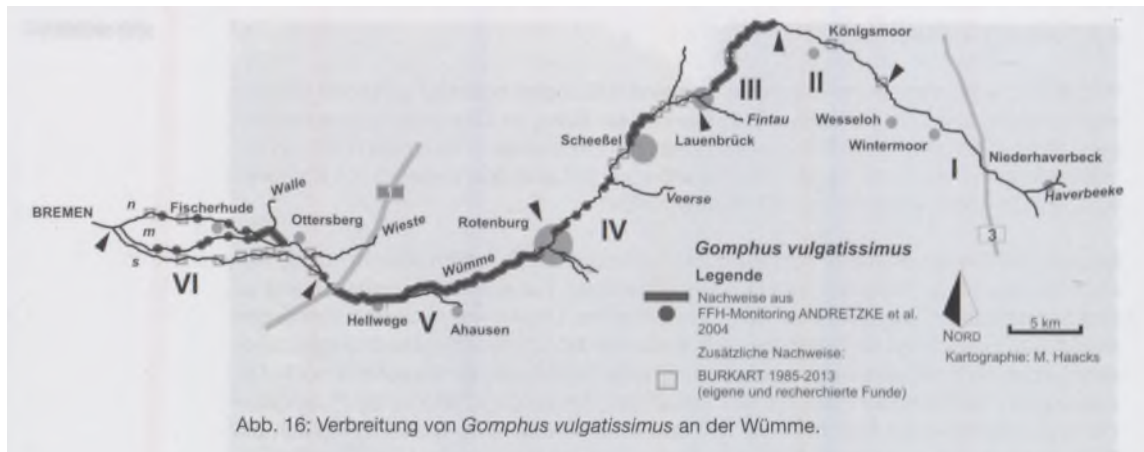 Königsmoor
III
II
Fintau
Wesseloh
Scheeßel
Lauenbrück
Wintermoor
Niederhaverbeck
I
Haverbeeke
Walle
Veerse
BREMEN
n
Fischerhude
Ottersberg
Wieste
Rotenburg
IV
m
s
VI
Wümme
3
Hellwege
V
Ahausen
Gomphus vulgatissimus
Legende
Nachweise aus
FFH-Monitoring ANDRETZKE et al.
2004
Zusätzliche Nachweise:
BURKART 1985-2013
(eigene und recherchierte Funde)
NORD
5 km
Kartographie: M. Haacks
Abb. 16: Verbreitung von Gomphus vulgatissimus an der Wümme.